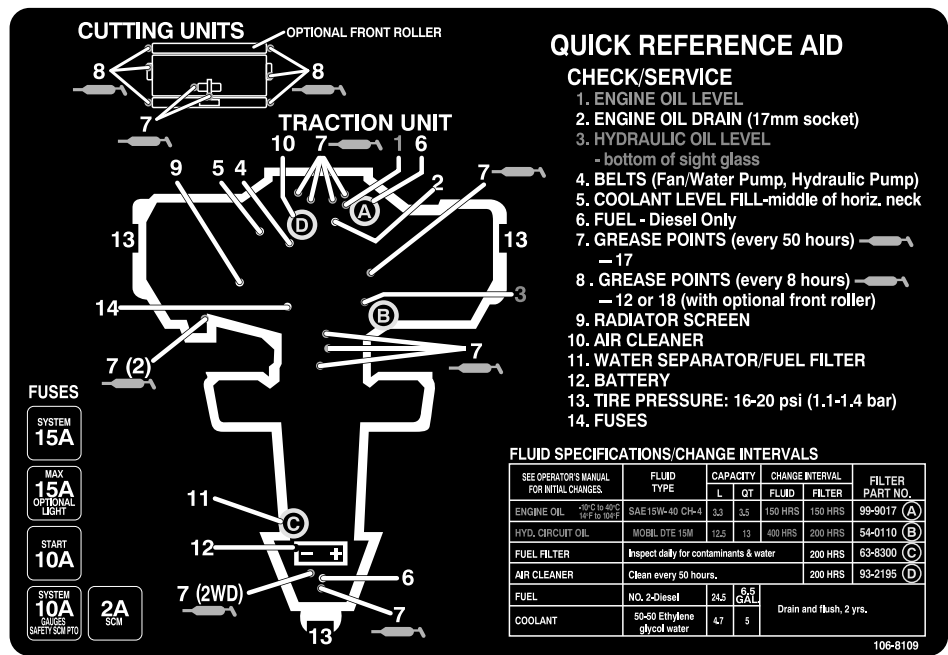 CUTTING UNITS
OPTIONAL FRONT ROLLER
8
8
7
TRACTION UNIT
10
7
1
6
9
5
4
2
7
D
A
13
13
14
3
B
7 (2)
7
11
C
12
6
7 (2WD)
7
13
FUSES
SYSTEM
15A
MAX
15A
OPTIONAL
LIGHT
START
10A
SYSTEM
10A
GAUGES
SAFETY SCM PTO
2A
SCM
QUICK REFERENCE AID
CHECK/SERVICE
1. ENGINE OIL LEVEL
2. ENGINE OIL DRAIN (17mm socket)
3. HYDRAULIC OIL LEVEL
- bottom of sight glass
4. BELTS (Fan/Water Pump, Hydraulic Pump)
5. COOLANT LEVEL FILL-middle of horiz. neck
6. FUEL - Diesel Only
7. GREASE POINTS (every 50 hours)
— 17
8 . GREASE POINTS (every 8 hours)
— 12 or 18 (with optional front roller)
9. RADIATOR SCREEN
10. AIR CLEANER
11. WATER SEPARATOR/FUEL FILTER
12. BATTERY
13. TIRE PRESSURE: 16-20 psi (1.1-1.4 bar)
14. FUSES
FLUID SPECIFICATIONS/CHANGE INTERVALS
SEE OPERATOR'S MANUAL FOR INITIAL CHANGES. FLUID TYPE CAPACITY L QT CHANGE INTERVAL FLUID FILTER FILTER PART NO.
ENGINE OIL -10°C to 40°C 14°F to 104°F SAE 15W-40 CH-4 3.3 3.5 150 HRS 150 HRS 99-9017 A
HYD. CIRCUIT OIL MOBIL DTE 15M 12.5 13 400 HRS 200 HRS 54-0110 B
FUEL FILTER Inspect daily for contaminants & water 200 HRS 63-8300 C
AIR CLEANER Clean every 50 hours. 200 HRS 93-2195 D
FUEL NO. 2-Diesel 24.5 6.5 GAL Drain and flush, 2 yrs.
COOLANT 50-50 Ethylene glycol water 4.7 5
106-8109